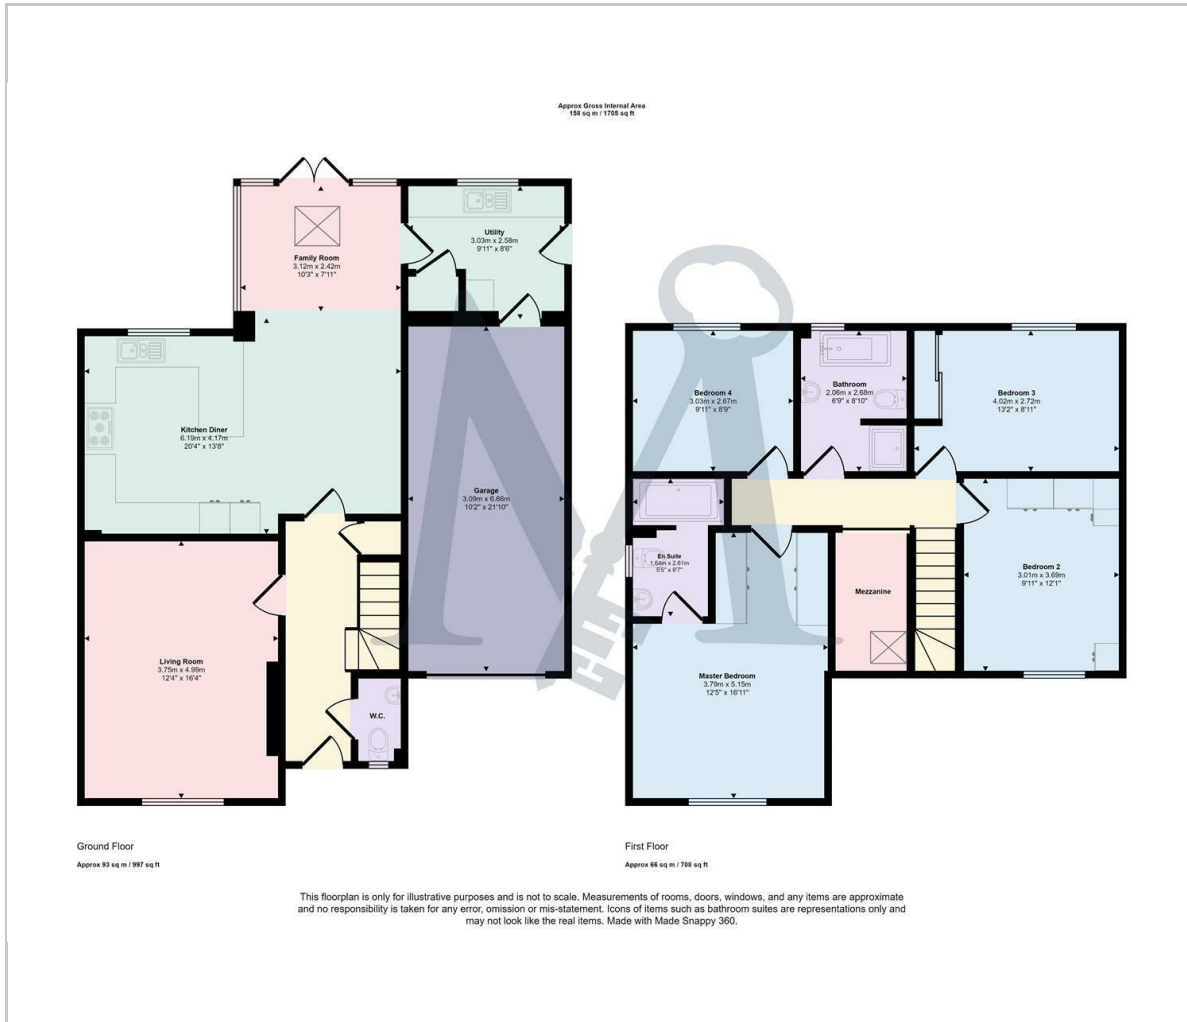 Approx Gross Internal Area
158 sq m / 1705 sq ft
Family Room
3.12m x 2.42m
10'3" x 7'11"
Utility
3.03m x 2.58m
9'11" x 8'6"
Kitchen Diner
6.19m x 4.17m
20'4" x 13'8"
Garage
3.09m x 6.66m
10'2" x 21'10"
Living Room
3.75m x 4.99m
12'4" x 16'4"
W.C.
Bedroom 4
3.03m x 2.67m
9'11" x 8'9"
Bathroom
2.06m x 2.68m
6'9" x 8'10"
Bedroom 3
4.02m x 2.72m
13'2" x 8'11"
En Suite
1.64m x 2.61m
5'5" x 8'7"
Mezzanine
Bedroom 2
3.01m x 3.69m
9'11" x 12'1"
Master Bedroom
3.79m x 5.15m
12'5" x 16'11"
Ground Floor
Approx 93 sq m / 997 sq ft
First Floor
Approx 66 sq m / 708 sq ft
This floorplan is only for illustrative purposes and is not to scale. Measurements of rooms, doors, windows, and any items are approximate
and no responsibility is taken for any error, omission or mis-statement. Icons of items such as bathroom suites are representations only and
may not look like the real items. Made with Made Snappy 360.